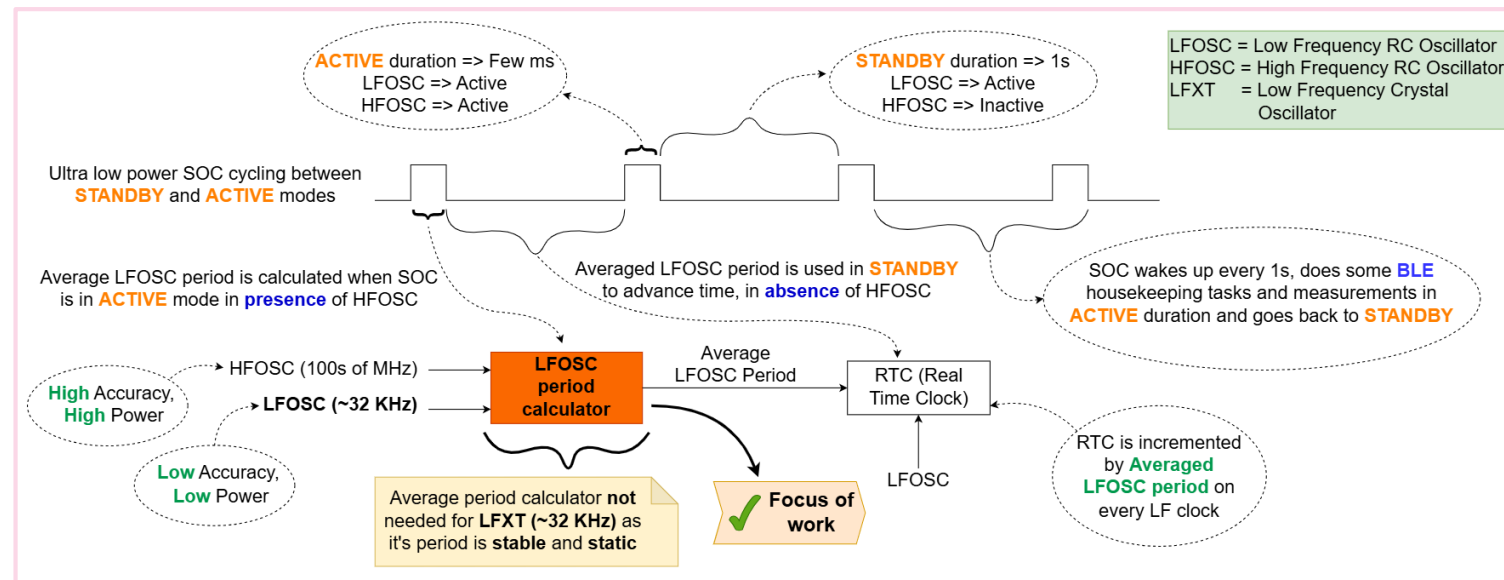 ACTIVE duration => Few ms
LFOSC => Active
HFOSC => Active
STANDBY duration => 1s
LFOSC => Active
HFOSC => Inactive
LFOSC = Low Frequency RC Oscillator
HFOSC = High Frequency RC Oscillator
LFXT = Low Frequency Crystal
Oscillator
Ultra low power SOC cycling between
STANDBY and ACTIVE modes
Average LFOSC period is calculated when SOC
is in ACTIVE mode in presence of HFOSC
Averaged LFOSC period is used in STANDBY
to advance time, in absence of HFOSC
SOC wakes up every 1s, does some BLE
housekeeping tasks and measurements in
ACTIVE duration and goes back to STANDBY
High Accuracy,
High Power
HFOSC (100s of MHz)
LFOSC (~32 KHz)
Low Accuracy,
Low Power
LFOSC
period
calculator
Average
LFOSC Period
RTC (Real
Time Clock)
LFOSC
RTC is incremented
by Averaged
LFOSC period on
every LF clock
Average period calculator not
needed for LFXT (~32 KHz) as
it's period is stable and static
Focus of
work